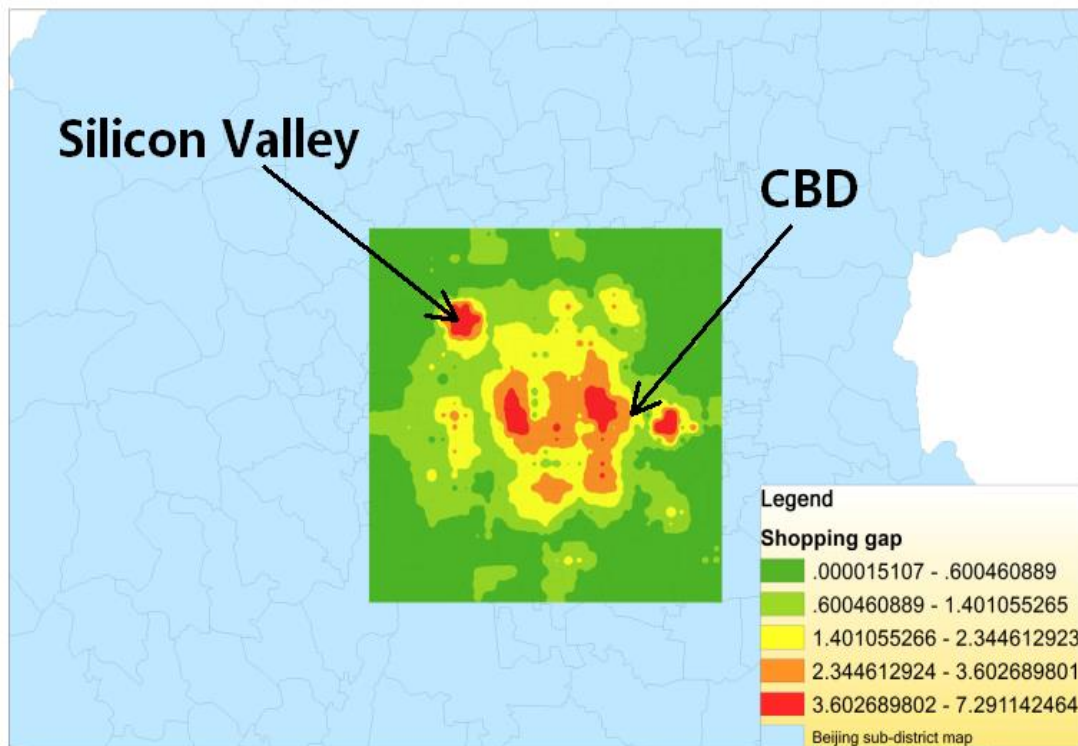 Silicon Valley
CBD
Legend
Shopping gap
.000015107 - .600460889
.600460889 - 1.401055265
1.401055266 - 2.344612923
2.344612924 - 3.602689801
3.602689802 - 7.291142464
Beijing sub-district map